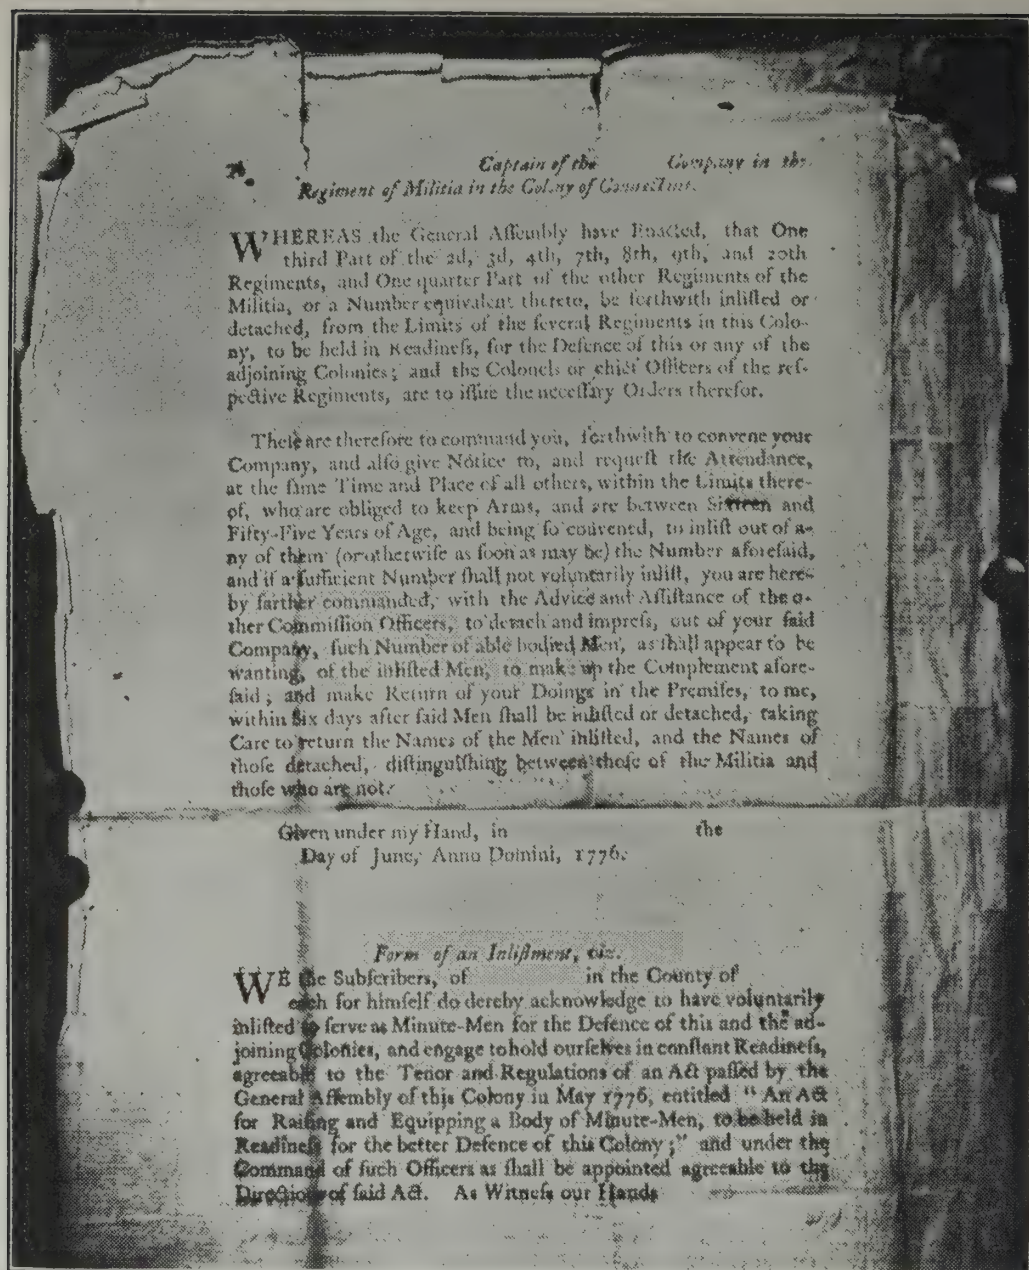 Captain of the Company in the
Regiment of Militia in the Colony of Connecticut.
WHEREAS the General Aſſembly have Enacted, that One
third Part of the 2d, 3d, 4th, 7th, 8th, 9th, and 20th
Regiments, and One quarter Part of the other Regiments of the
Militia, or a Number equivalent thereto, be forthwith inliſted or
detached, from the Limits of the ſeveral Regiments in this Colo-
ny, to be held in Readineſs, for the Defence of this or any of the
adjoining Colonies; and the Colonels or chief Officers of the reſ-
pective Regiments, are to iſſue the neceſſary Orders therefor.
Theſe are therefore to command you, forthwith to convene your
Company, and alſo give Notice to, and requeſt the Attendance,
at the ſame Time and Place of all others, within the Limits there-
of, who are obliged to keep Arms, and are between Sixteen and
Fifty-Five Years of Age, and being ſo convened, to inliſt out of a-
ny of them (or otherwiſe as ſoon as may be) the Number aforeſaid,
and if a ſufficient Number ſhall not voluntarily inliſt, you are here-
by farther commanded, with the Advice and Aſſiſtance of the o-
ther Commiſſion Officers, to detach and impreſs, out of your ſaid
Company, ſuch Number of able bodied Men, as ſhall appear to be
wanting, of the inliſted Men, to make up the Complement afore-
ſaid; and make Return of your Doings in the Premiſes, to me,
within ſix days after ſaid Men ſhall be inliſted or detached, taking
Care to return the Names of the Men inliſted, and the Names of
thoſe detached, diſtinguiſhing between thoſe of the Militia and
thoſe who are not.
Given under my Hand, in the
Day of June, Anno Domini, 1776.
Form of an Inliſtment, viz.
WE the Subſcribers, of in the County of
each for himſelf do dereby acknowledge to have voluntarily
inliſted to ſerve as Minute-Men for the Defence of this and the ad-
joining Colonies, and engage to hold ourſelves in conſtant Readineſs,
agreeable to the Tenor and Regulations of an Act paſſed by the
General Aſſembly of this Colony in May 1776, entitled "An Act
for Raiſing and Equipping a Body of Minute-Men, to be held in
Readineſs for the better Defence of this Colony;" and under the
Command of ſuch Officers as ſhall be appointed agreeable to the
Directions of ſaid Act. As Witneſs our Hands